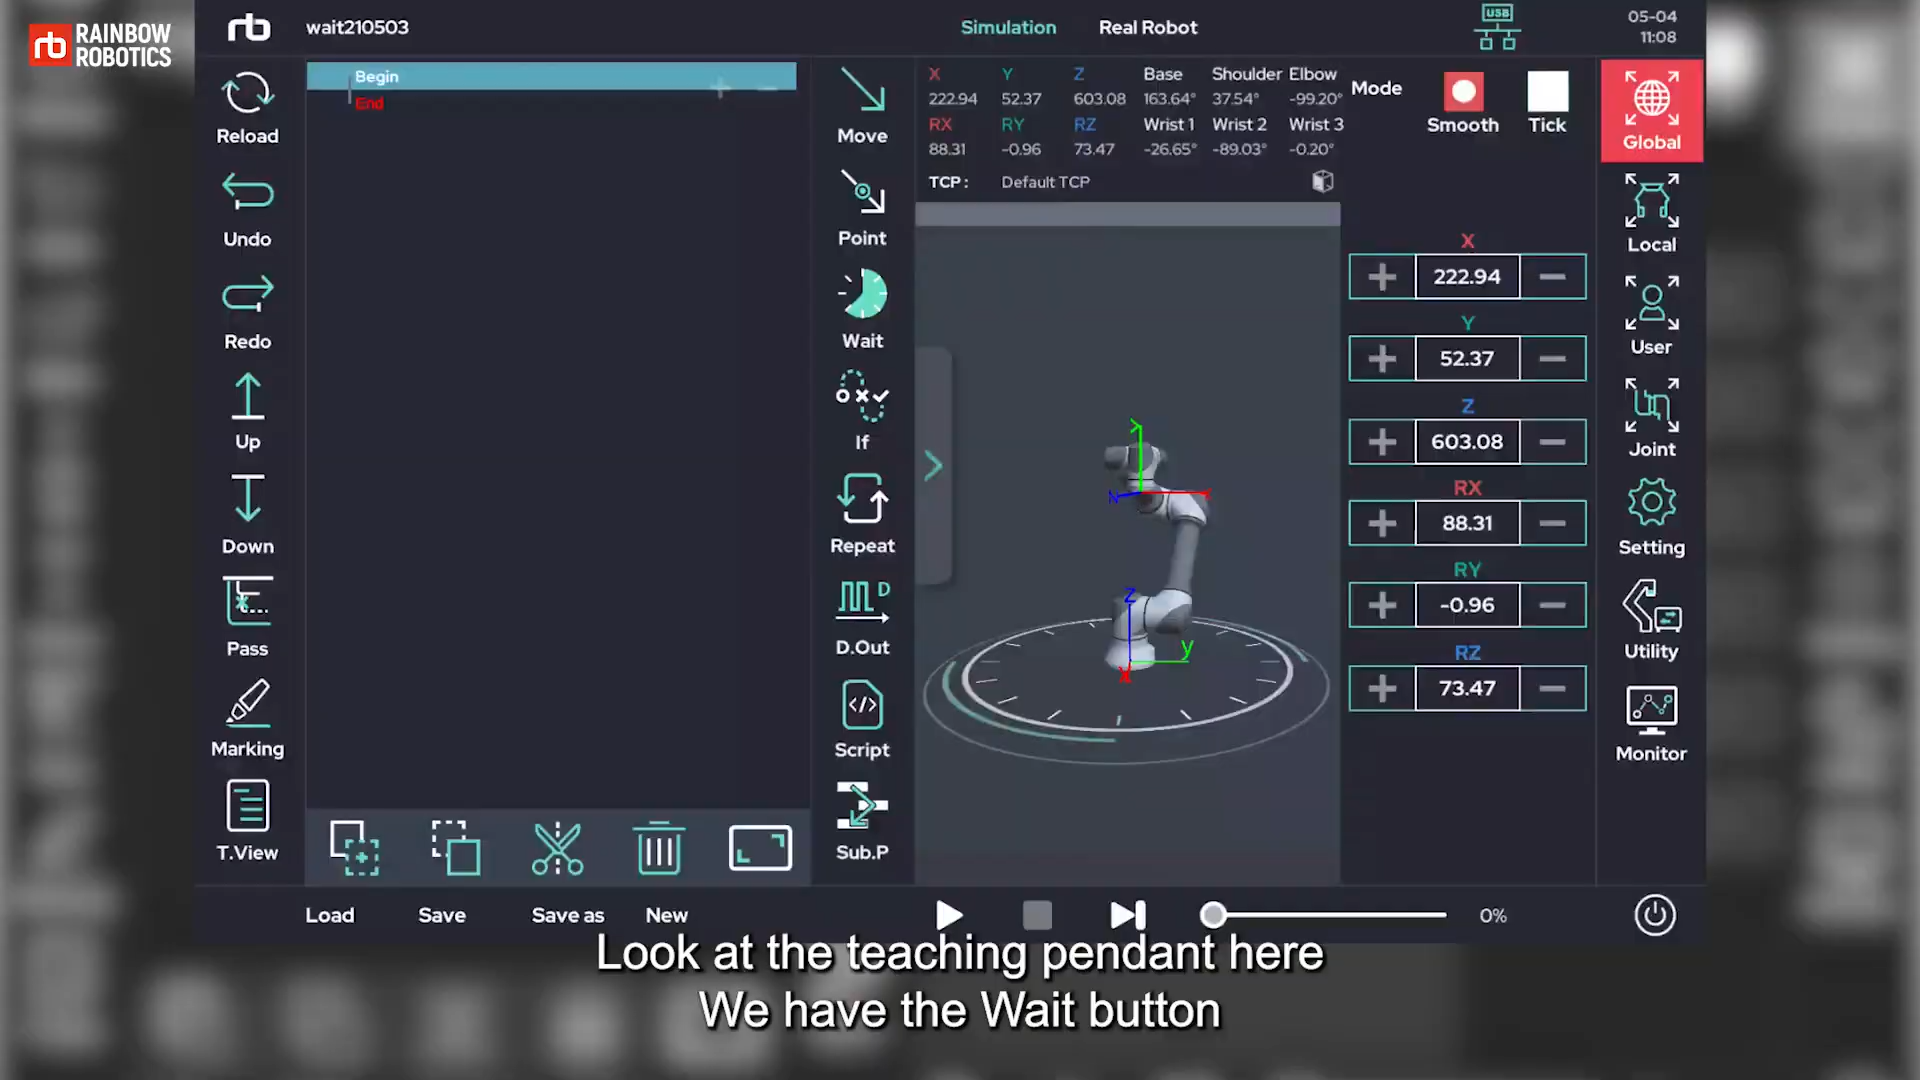 RAINBOW
ROBOTICS
wait210503
Simulation
Real Robot
USB
05-04
11:08
Reload
Undo
Redo
Up
Down
Pass
Marking
T.View
Begin
End
Move
Point
Wait
If
Repeat
D
D.Out
Script
Sub.P
X Y Z Base Shoulder Elbow
222.94 52.37 603.08 163.64° 37.54° -99.20°
RX RY RZ Wrist 1 Wrist 2 Wrist 3
88.31 -0.96 73.47 -26.65° -89.03° -0.20°
TCP : Default TCP
Z
y
X
Mode
Smooth
Tick
X
222.94
Y
52.37
Z
603.08
RX
88.31
RY
-0.96
RZ
73.47
Global
Local
User
Joint
Setting
Utility
Monitor
Load Save Save as New
0%
Look at the teaching pendant here
We have the Wait button